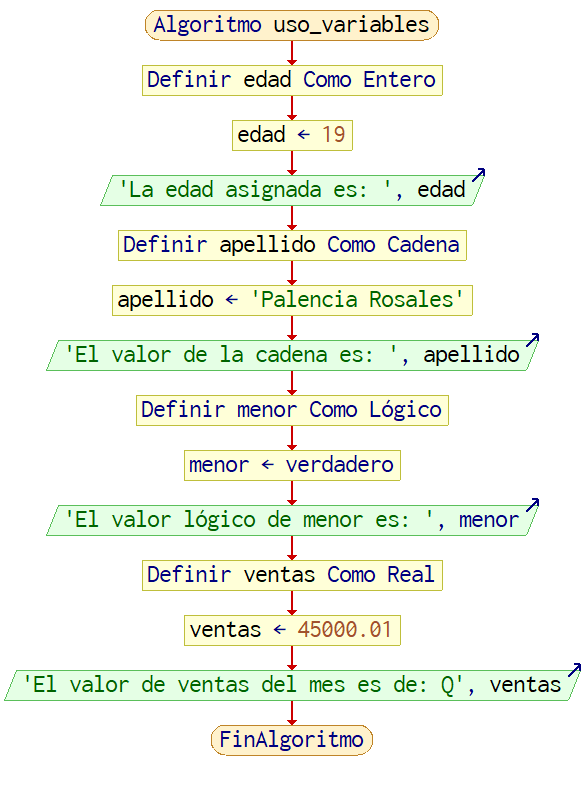 Algoritmo uso_variables
Definir edad Como Entero
edad ← 19
'La edad asignada es: ', edad
Definir apellido Como Cadena
apellido ← 'Palencia Rosales'
'El valor de la cadena es: ', apellido
Definir menor Como Lógico
menor ← verdadero
'El valor lógico de menor es: ', menor
Definir ventas Como Real
ventas ← 45000.01
'El valor de ventas del mes es de: Q', ventas
FinAlgoritmo